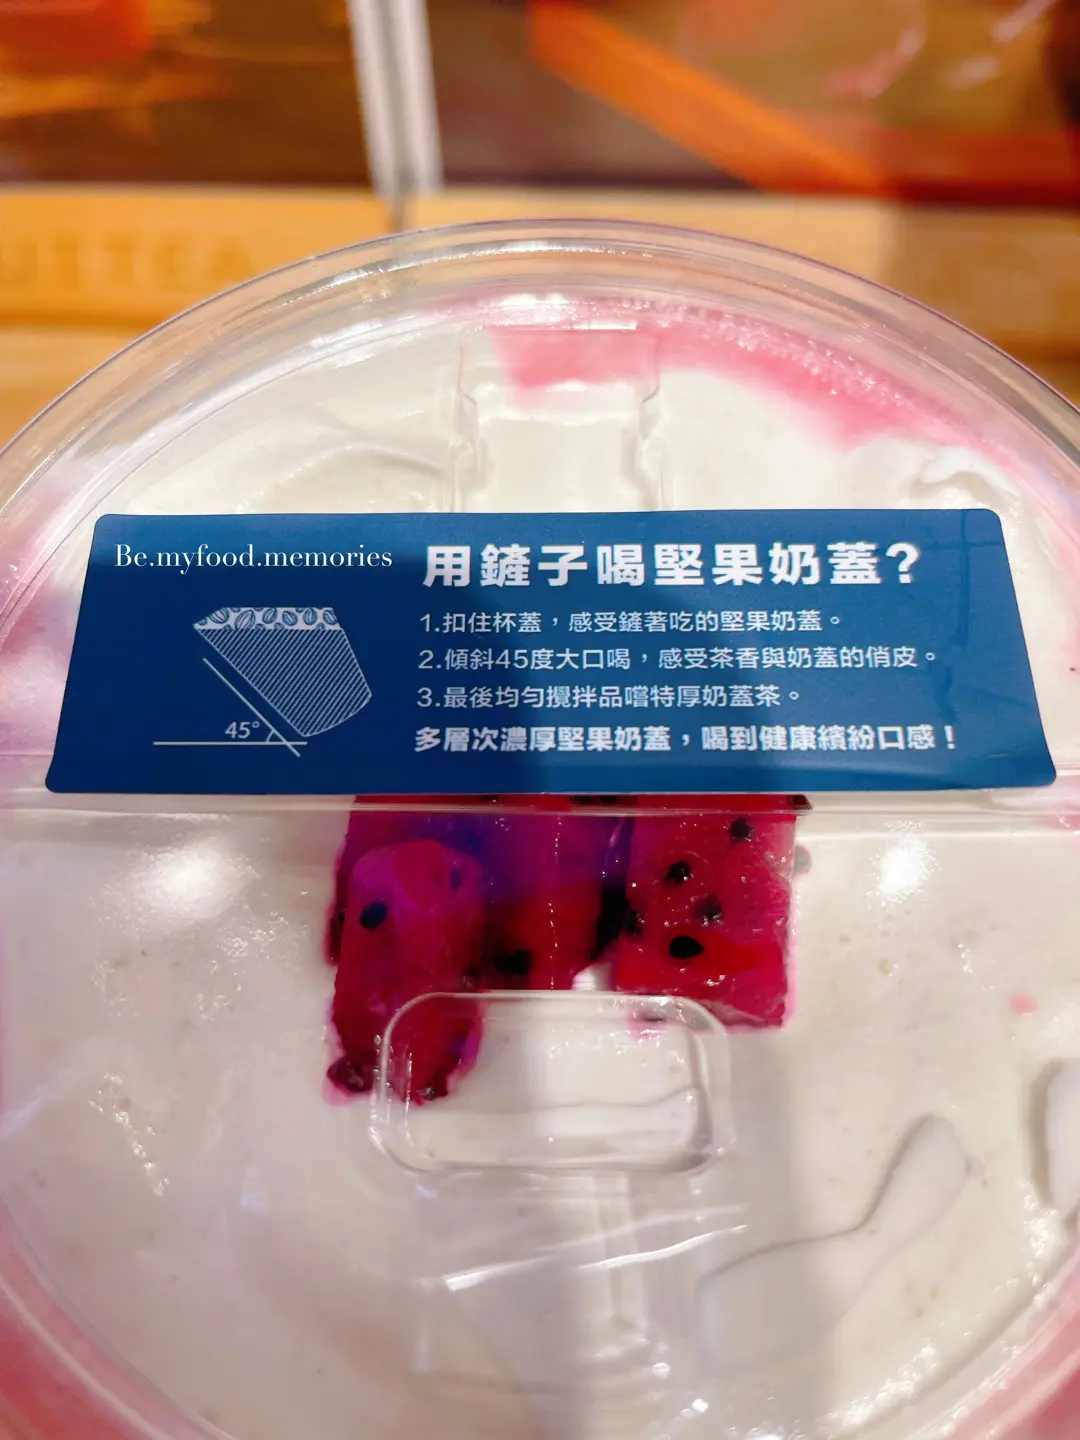 Be.myfood.memories
用鏟子喝堅果奶蓋?
1.扣住杯蓋，感受鏟著吃的堅果奶蓋。
2.傾斜45度大口喝，感受茶香與奶蓋的俏皮。
3.最後均勻攪拌品嚐特厚奶蓋茶。
多層次濃厚堅果奶蓋，喝到健康繽紛口感！
45°